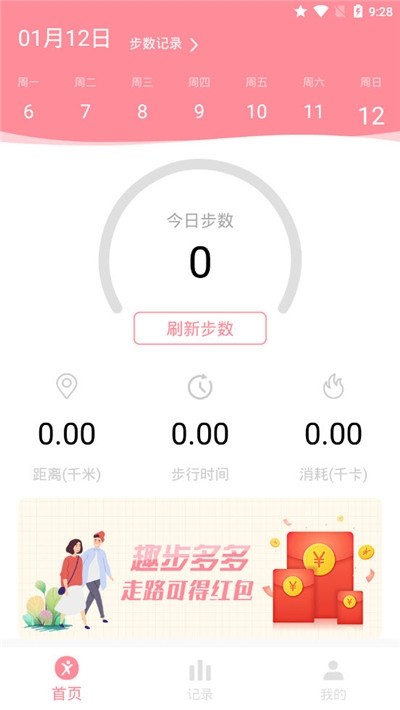 9:28
01月12日 步数记录
周一 周二 周三 周四 周五 周六 周日
6 7 8 9 10 11 12
今日步数
0
刷新步数
0.00 0.00 0.00
距离(千米) 步行时间 消耗(千卡)
趣步多多
走路可得红包
¥ ¥ ¥
首页 记录 我的